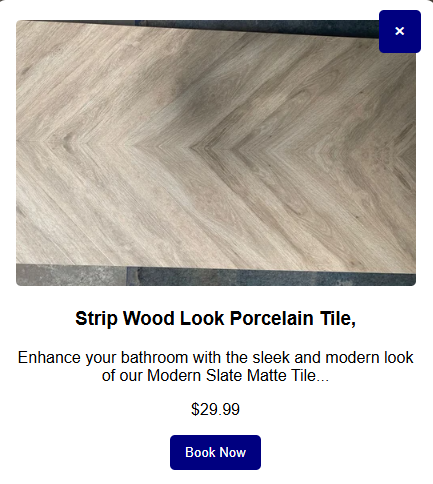 ×
Strip Wood Look Porcelain Tile,
Enhance your bathroom with the sleek and modern look
of our Modern Slate Matte Tile...
$29.99
Book Now